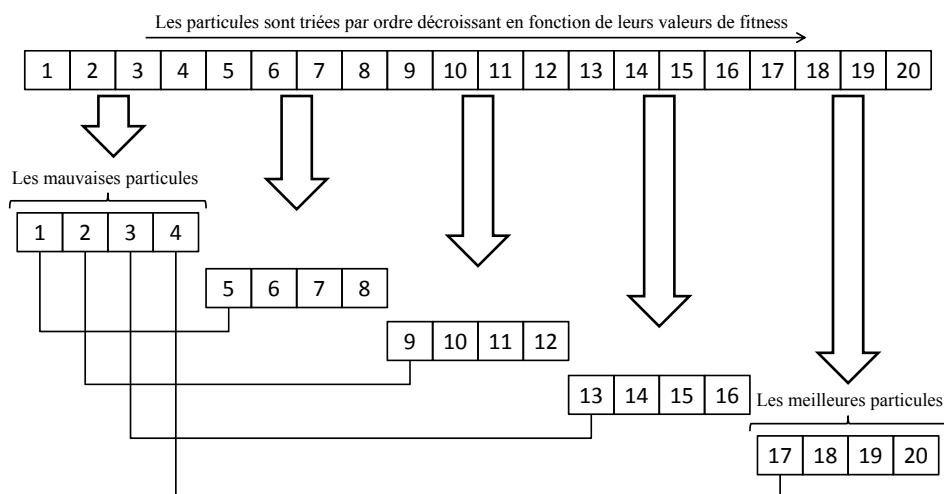 Les particules sont triées par ordre décroissant en fonction de leurs valeurs de fitness
1 2 3 4 5 6 7 8 9 10 11 12 13 14 15 16 17 18 19 20
Les mauvaises particules
1 2 3 4
5 6 7 8
9 10 11 12
13 14 15 16
Les meilleures particules
17 18 19 20